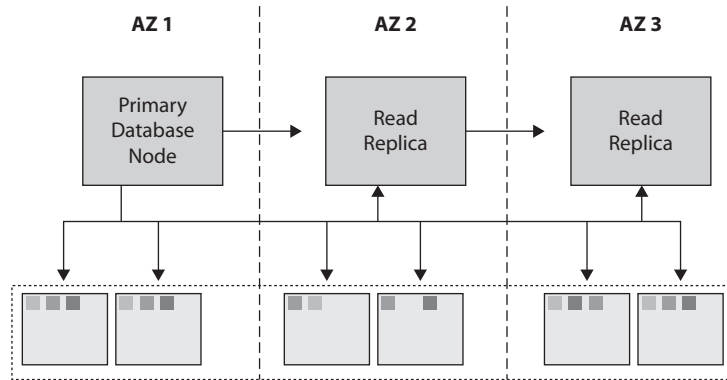 AZ 1
AZ 2
AZ 3
Primary
Database
Node
Read
Replica
Read
Replica